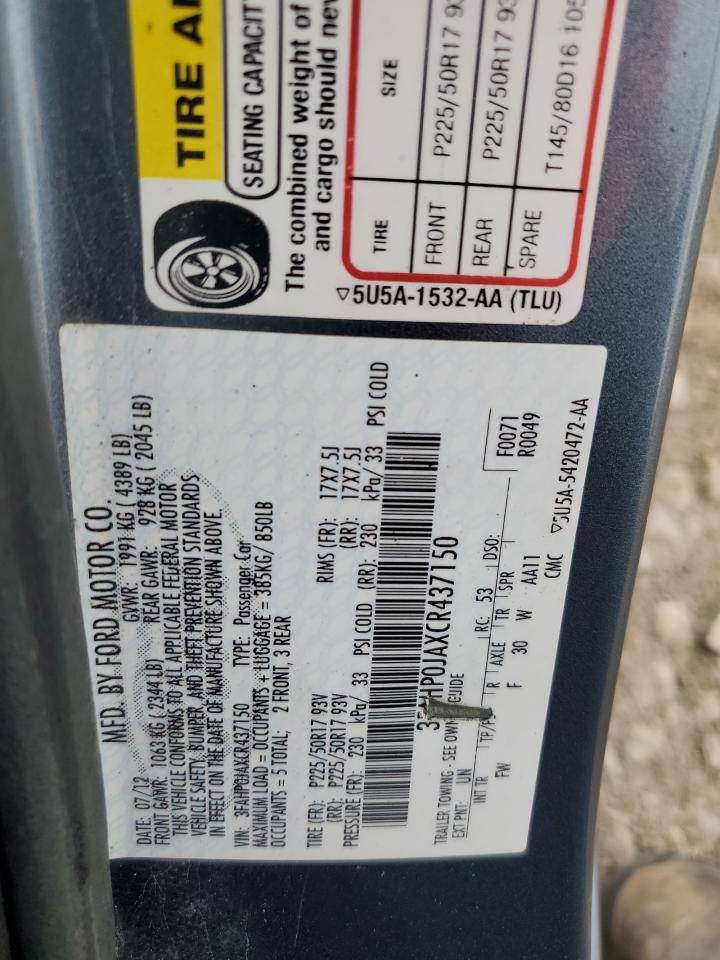 TIRE
SEATING CAPACITY
The combined weight of
and cargo should
TIRE SIZE
FRONT P225/50R17
REAR P225/50R17
SPARE T145/80D16
5U5A-1532-AA (TLU)
MFD. BY FORD MOTOR CO.
DATE: 07/12 GVWR: 1991 KG ( 4389 LB)
FRONT GAWR: 1063 KG ( 2344 LB) REAR GAWR: 928 KG ( 2045 LB)
THIS VEHICLE CONFORMS TO ALL APPLICABLE FEDERAL MOTOR
VEHICLE SAFETY, BUMPER, AND THEFT PREVENTION STANDARDS
IN EFFECT ON THE DATE OF MANUFACTURE SHOWN ABOVE.
VIN: 3FAHP0JAXCR437150 TYPE: Passenger Car
MAXIMUM LOAD = OCCUPANTS + LUGGAGE = 385KG/ 850LB
OCCUPANTS = 5 TOTAL; 2 FRONT, 3 REAR
TIRE (FR): P225/50R17 93V RIMS (FR): 17X7.5J
(RR): P225/50R17 93V (RR): 17X7.5J
PRESSURE (FR): 230 kPa/ 33 PSI COLD (RR): 230 kPa/ 33 PSI COLD
HP0JAXCR437150
TRAILER TOWING - SEE GUIDE
EXT PNT: UN RC: 53 DSO: F0071
R0049
INT TR R AXLE TR SPR
FW F 30 W AA11
CMC 5U5A-5420472-AA